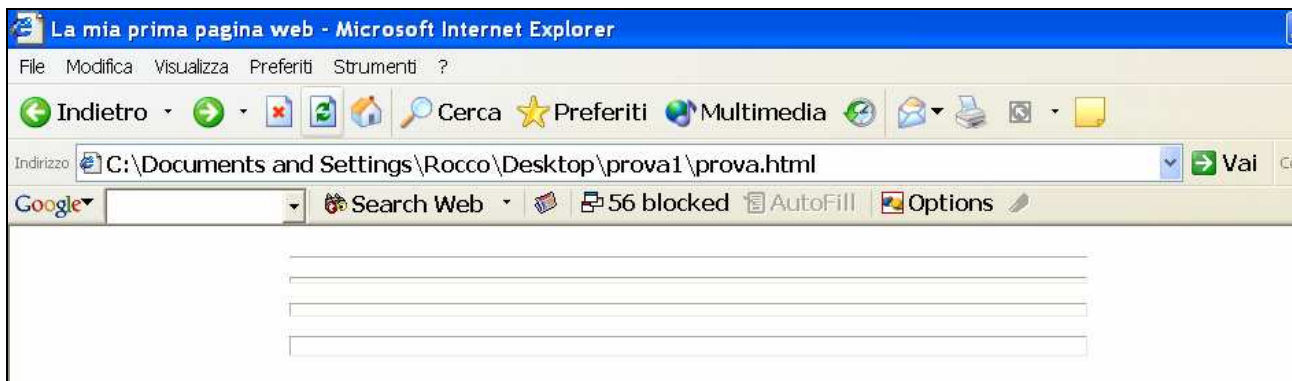 La mia prima pagina web - Microsoft Internet Explorer
File Modifica Visualizza Preferiti Strumenti ?
Indietro Cerca Preferiti Multimedia
Indirizzo C:\Documents and Settings\Rocco\Desktop\prova1\prova.html Vai
Google Search Web 56 blocked AutoFill Options